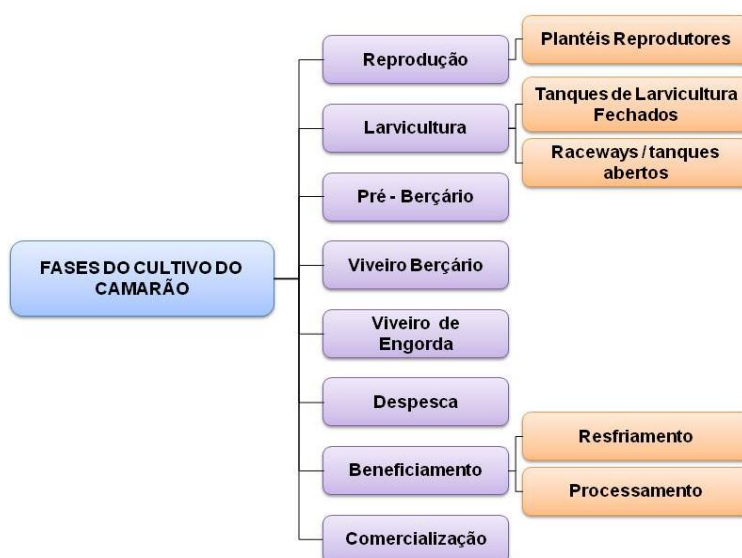 FASES DO CULTIVO DO
CAMARÃO
Reprodução
Plantéis Reprodutores
Larvicultura
Tanques de Larvicultura
Fechados
Raceways / tanques
abertos
Pré - Berçário
Viveiro Berçário
Viveiro de
Engorda
Despesca
Beneficiamento
Resfriamento
Processamento
Comercialização